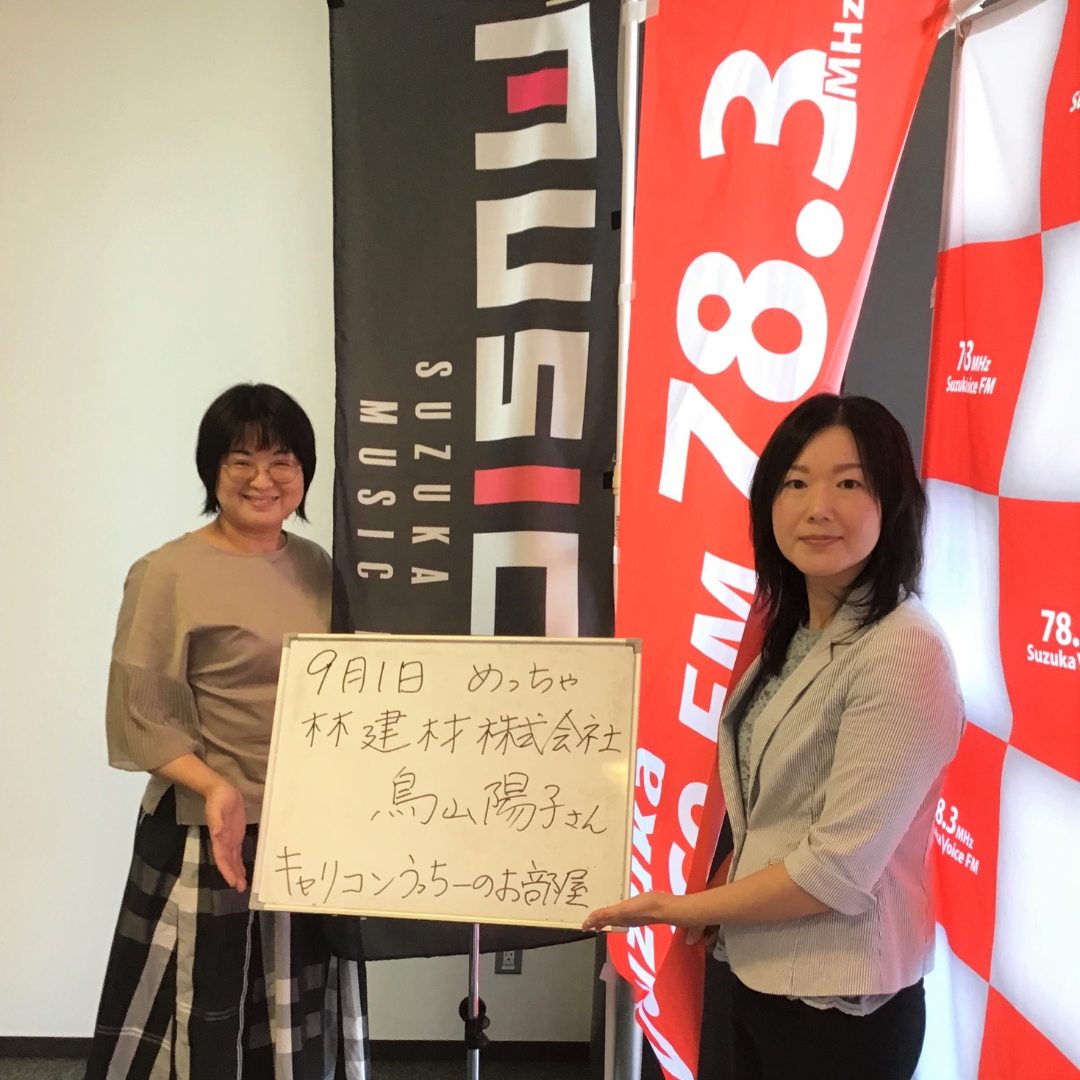 MUSIC
SUZUKA
MUSIC
78.3 MHz
Suzuka Voice FM
MHz
FM
78.
Suzuka V
8.3 MHz
Voice FM
9月1日 めっちゃ
林建材株式会社
鳥山陽子さん
キャリコンうっちーのお部屋